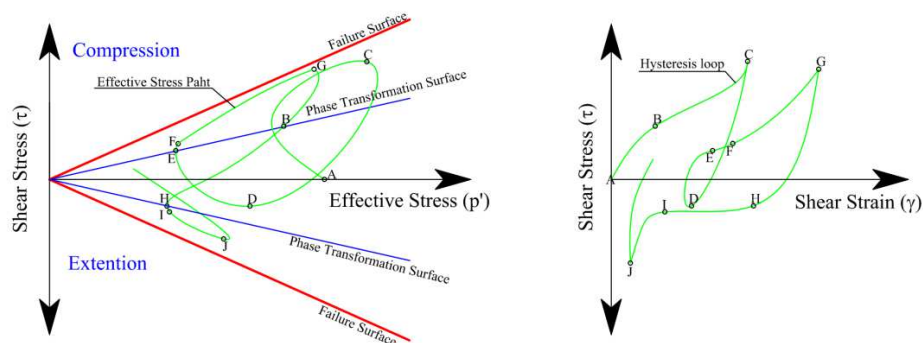 Compression
Failure Surface
Effective Stress Paht
G
C
Phase Transformation Surface
B
F
E
A
Shear Stress (τ)
Effective Stress (p')
H
I
D
J
Phase Transformation Surface
Extention
Failure Surface
Hysteresis loop
C
G
B
E
F
A
Shear Stress (τ)
Shear Strain (γ)
I
D
H
J